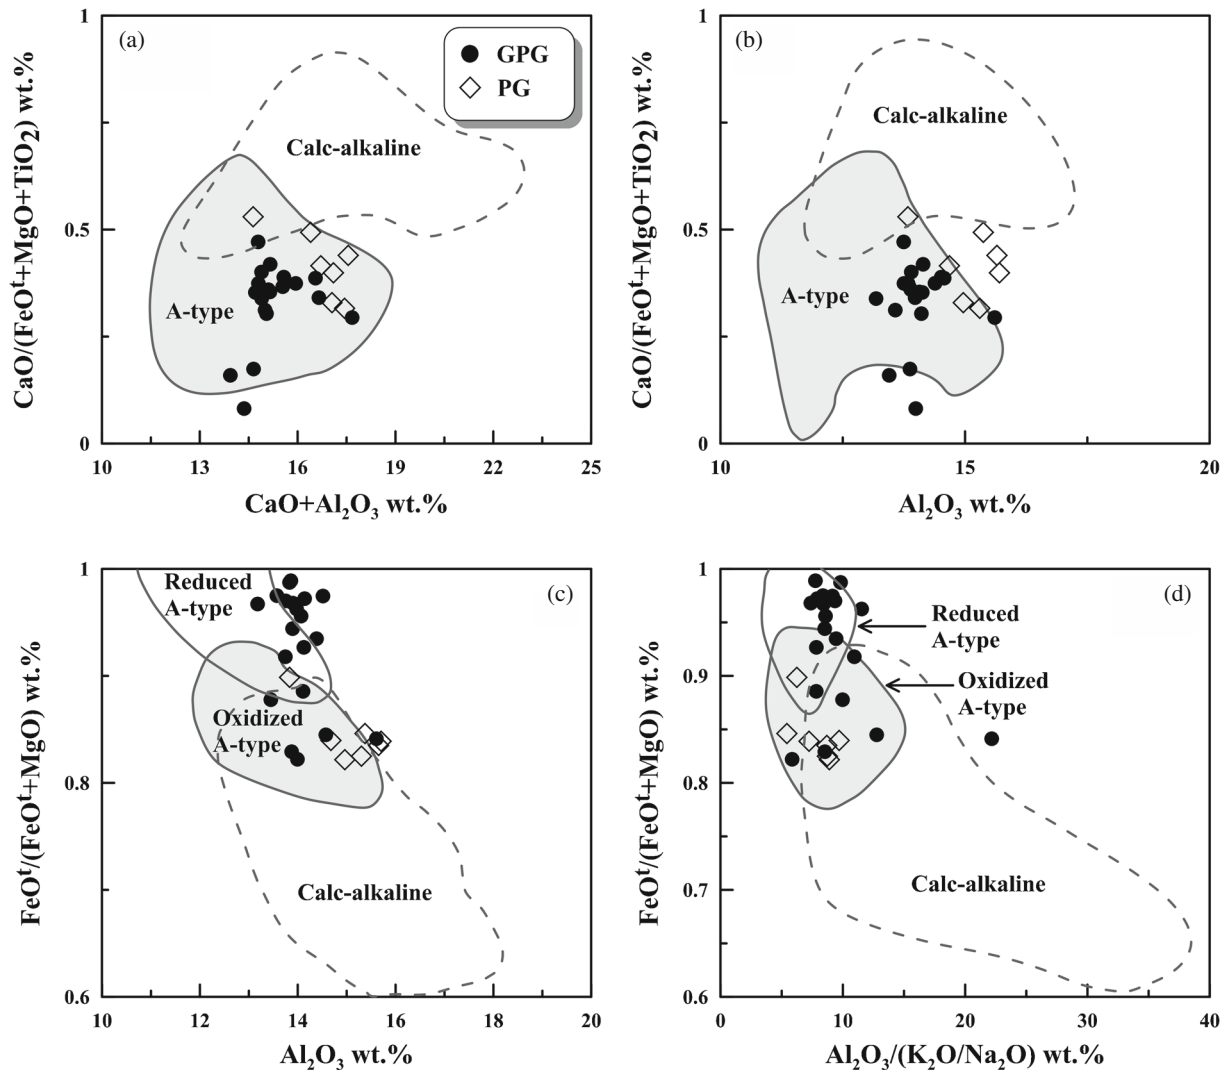 (a)
GPG
PG
Calc-alkaline
A-type
CaO/(FeOᵗ+MgO+TiO₂) wt.%
1
0.5
0
10 13 16 19 22 25
CaO+Al₂O₃ wt.%
(b)
Calc-alkaline
A-type
CaO/(FeOᵗ+MgO+TiO₂) wt.%
1
0.5
0
10 15 20
Al₂O₃ wt.%
(c)
Reduced
A-type
Oxidized
A-type
Calc-alkaline
FeOᵗ/(FeOᵗ+MgO) wt.%
1
0.8
0.6
10 12 14 16 18 20
Al₂O₃ wt.%
(d)
Reduced
A-type
Oxidized
A-type
Calc-alkaline
FeOᵗ/(FeOᵗ+MgO) wt.%
1
0.9
0.8
0.7
0.6
0 10 20 30 40
Al₂O₃/(K₂O/Na₂O) wt.%